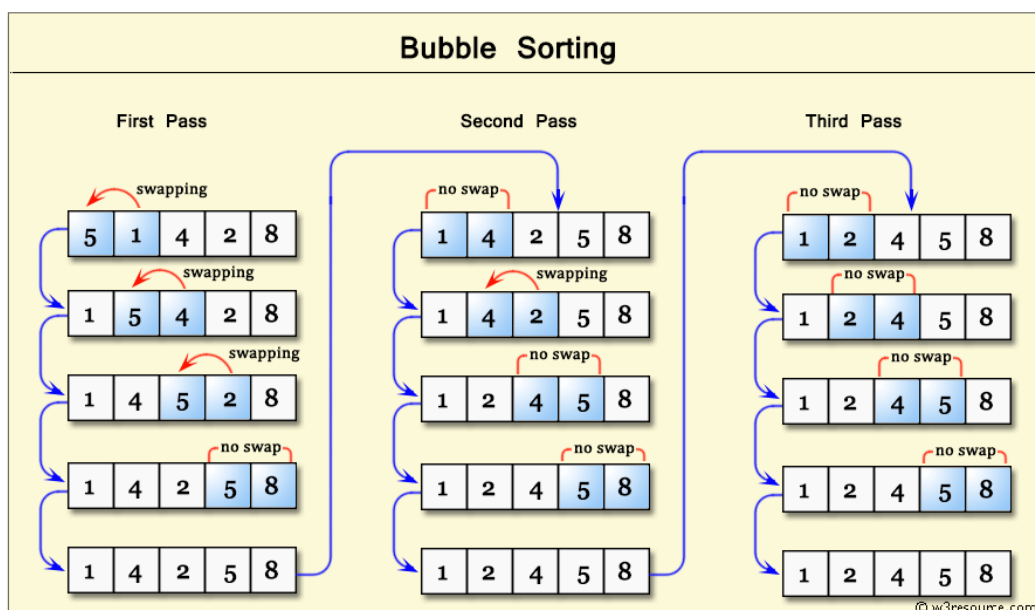 Bubble Sorting
First Pass
swapping
5 1 4 2 8
swapping
1 5 4 2 8
swapping
1 4 5 2 8
no swap
1 4 2 5 8
1 4 2 5 8
Second Pass
no swap
1 4 2 5 8
swapping
1 4 2 5 8
no swap
1 2 4 5 8
no swap
1 2 4 5 8
1 2 4 5 8
Third Pass
no swap
1 2 4 5 8
no swap
1 2 4 5 8
no swap
1 2 4 5 8
no swap
1 2 4 5 8
1 2 4 5 8
© w3resource.com